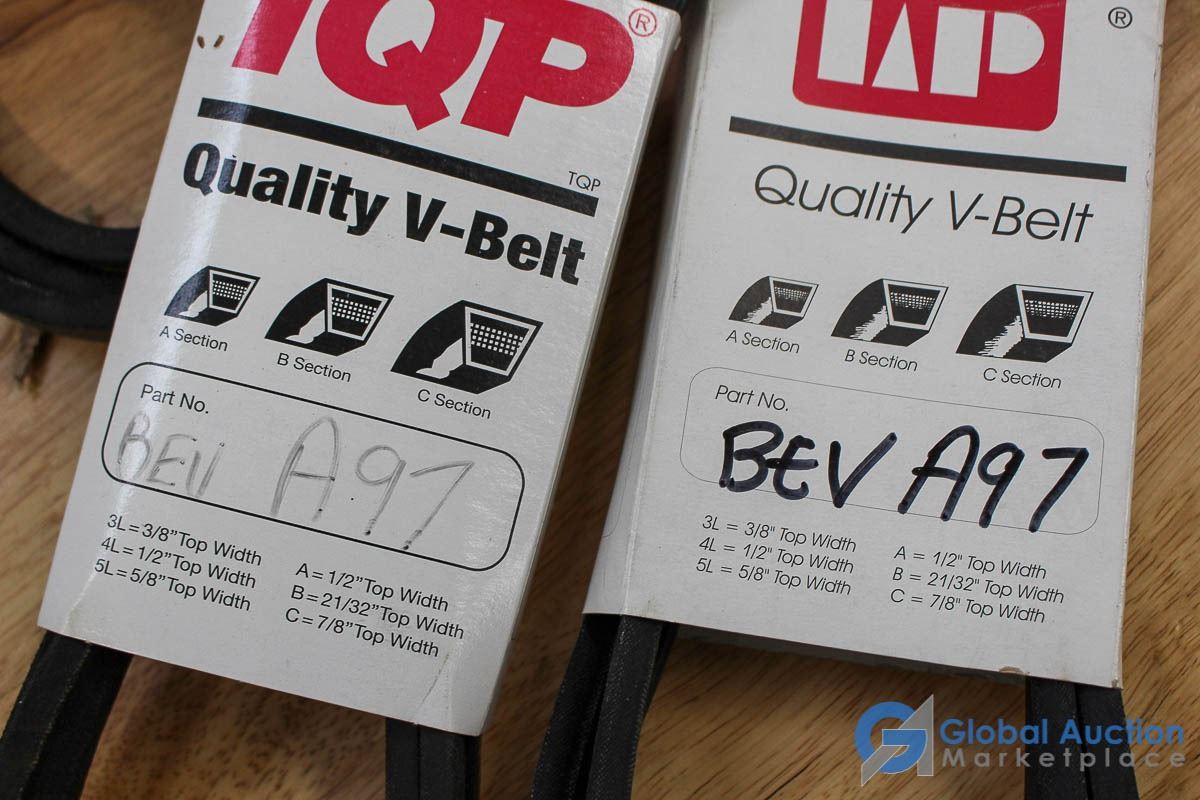 TQP ®
TQP
Quality V-Belt
A Section
B Section
C Section
Part No.
BEV A97
3L=3/8" Top Width
4L=1/2" Top Width
5L=5/8" Top Width
A=1/2" Top Width
B=21/32" Top Width
C=7/8" Top Width
®
Quality V-Belt
A Section
B Section
C Section
Part No.
BEV A97
3L = 3/8" Top Width
4L = 1/2" Top Width
5L = 5/8" Top Width
A = 1/2" Top Width
B = 21/32" Top Width
C = 7/8" Top Width
Global Auction
Marketplace